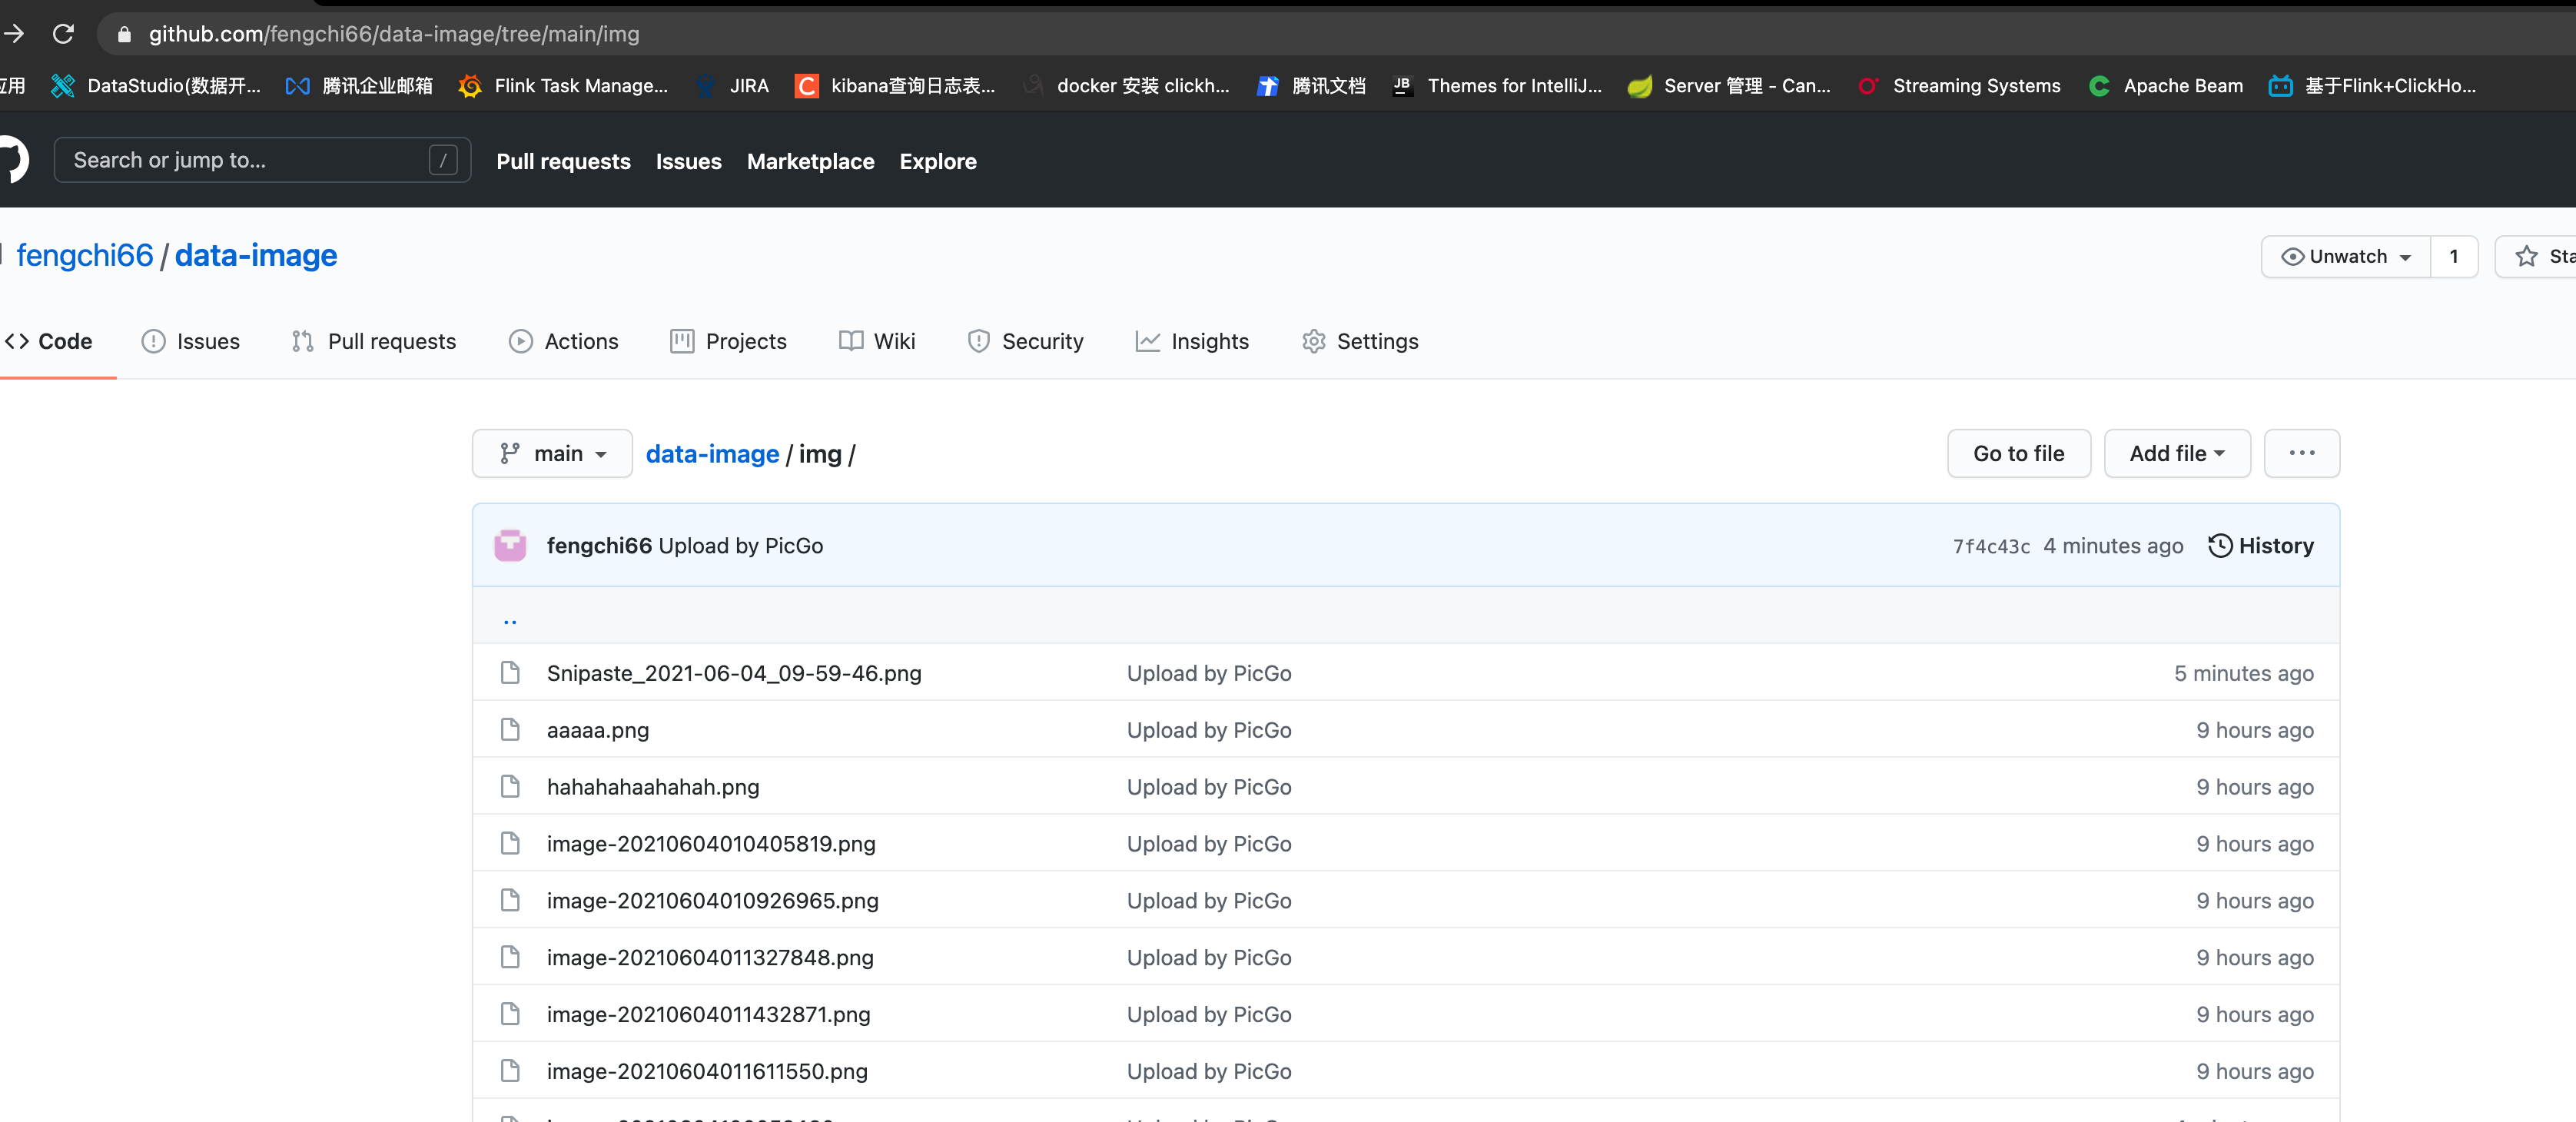 github.com/fengchi66/data-image/tree/main/img
应用 DataStudio(数据开... 腾讯企业邮箱 Flink Task Manage... JIRA kibana查询日志表... docker 安装 clickh... 腾讯文档 JB Themes for IntelliJ... Server 管理 - Can... Streaming Systems Apache Beam 基于Flink+ClickHo...
Search or jump to... / Pull requests Issues Marketplace Explore
fengchi66 / data-image Unwatch 1
Code Issues Pull requests Actions Projects Wiki Security Insights Settings
main data-image / img / Go to file Add file ...
fengchi66 Upload by PicGo 7f4c43c 4 minutes ago History
..
Snipaste_2021-06-04_09-59-46.png Upload by PicGo 5 minutes ago
aaaaa.png Upload by PicGo 9 hours ago
hahahahaahahah.png Upload by PicGo 9 hours ago
image-20210604010405819.png Upload by PicGo 9 hours ago
image-20210604010926965.png Upload by PicGo 9 hours ago
image-20210604011327848.png Upload by PicGo 9 hours ago
image-20210604011432871.png Upload by PicGo 9 hours ago
image-20210604011611550.png Upload by PicGo 9 hours ago